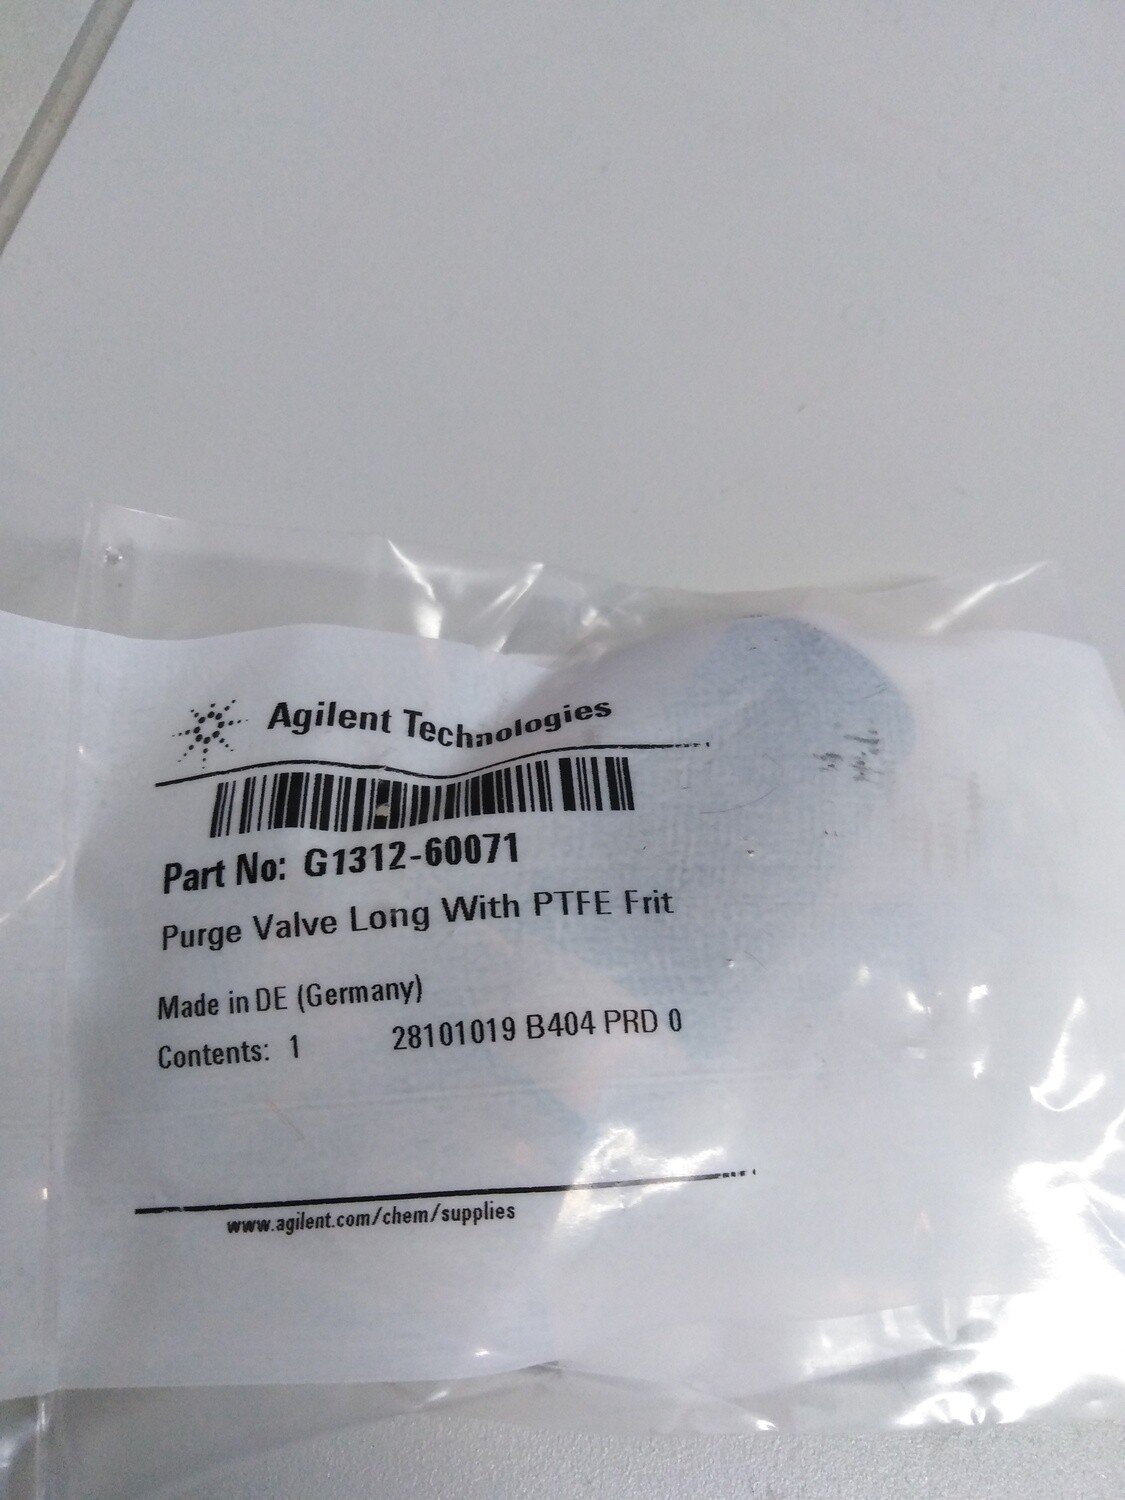 Agilent Technologies
Part No: G1312-60071
Purge Valve Long With PTFE Frit
Made in DE (Germany)
Contents: 1 28101019 B404 PRD 0
www.agilent.com/chem/supplies